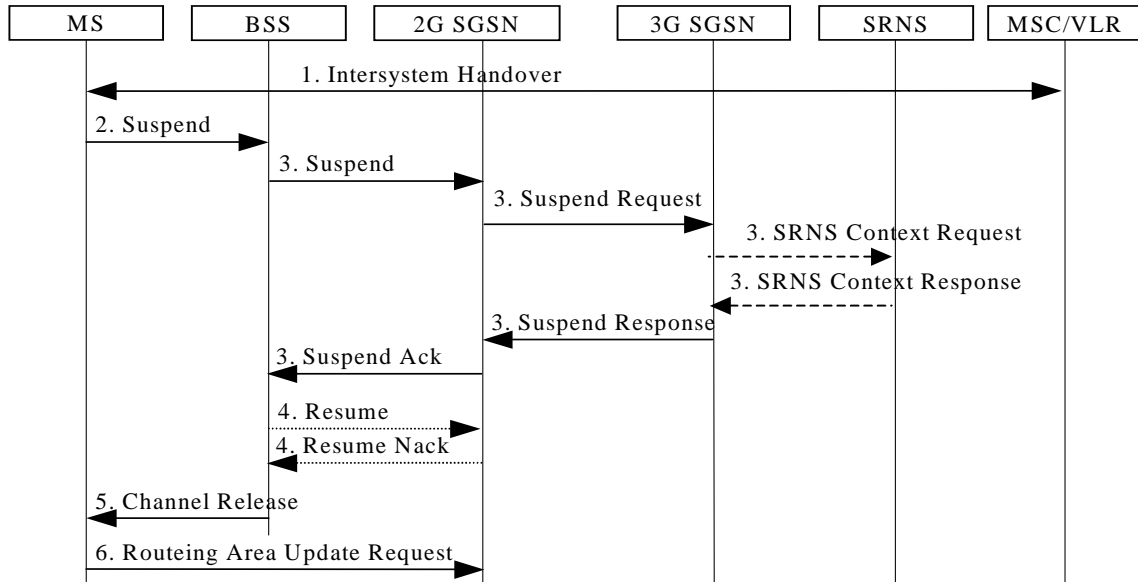 MS BSS 2G SGSN 3G SGSN SRNS MSC/VLR
1. Intersystem Handover
2. Suspend
3. Suspend
3. Suspend Request
3. SRNS Context Request
3. SRNS Context Response
3. Suspend Response
3. Suspend Ack
4. Resume
4. Resume Nack
5. Channel Release
6. Routeing Area Update Request